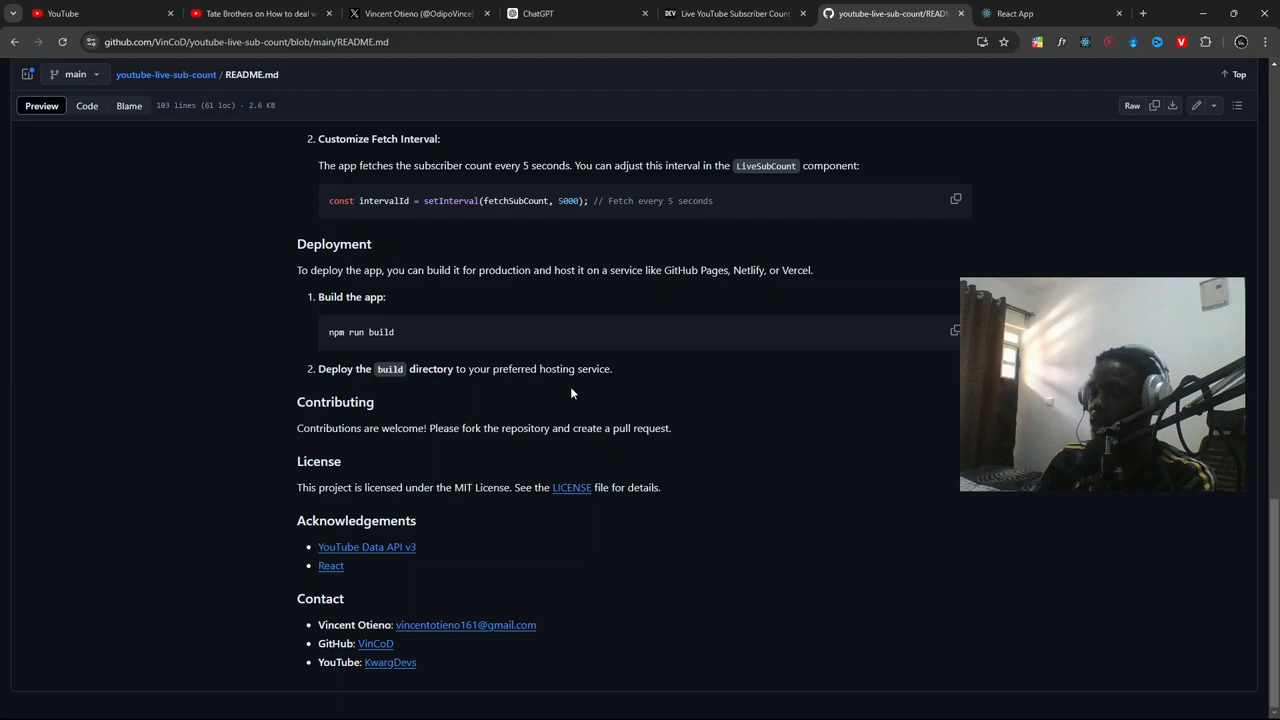 YouTube
Tate Brothers on How to deal w
Vincent Otieno (@OdipoVince)
ChatGPT
Live YouTube Subscriber Count
youtube-live-sub-count/READM
React App
github.com/VinCoD/youtube-live-sub-count/blob/main/README.md
main
youtube-live-sub-count / README.md
Top
Preview
Code
Blame
103 lines (61 loc) · 2.6 KB
Raw
2. Customize Fetch Interval:
The app fetches the subscriber count every 5 seconds. You can adjust this interval in the LiveSubCount component:
const intervalId = setInterval(fetchSubCount, 5000); // Fetch every 5 seconds
Deployment
To deploy the app, you can build it for production and host it on a service like GitHub Pages, Netlify, or Vercel.
1. Build the app:
npm run build
2. Deploy the build directory to your preferred hosting service.
Contributing
Contributions are welcome! Please fork the repository and create a pull request.
License
This project is licensed under the MIT License. See the LICENSE file for details.
Acknowledgements
• YouTube Data API v3
• React
Contact
• Vincent Otieno: vincentotieno161@gmail.com
• GitHub: VinCoD
• YouTube: KwargDevs